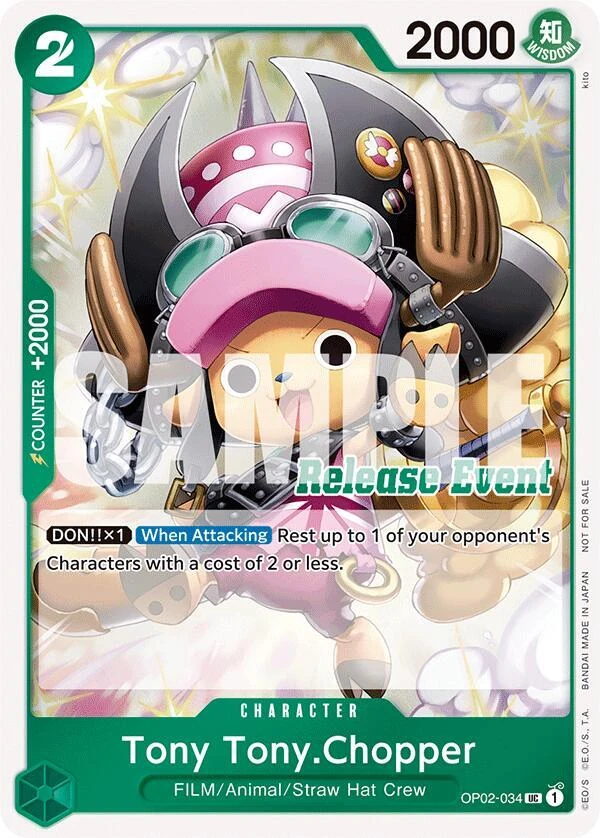 2
2000
知
WISDOM
kito
COUNTER +2000
SAMPLE
Release Event
DON!!×1 When Attacking Rest up to 1 of your opponent's
Characters with a cost of 2 or less.
CHARACTER
Tony Tony.Chopper
FILM/Animal/Straw Hat Crew
OP02-034 UC 1
©EO/S ©E.O./S., T.A. BANDAI MADE IN JAPAN NOT FOR SALE